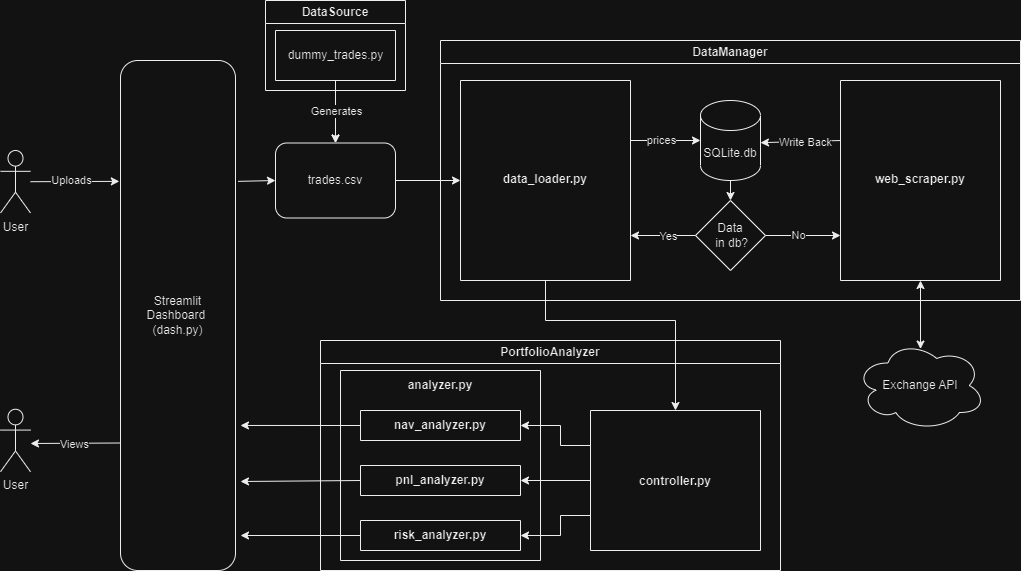 DataSource
dummy_trades.py
Generates
DataManager
User
Uploads
trades.csv
data_loader.py
prices
SQLite.db
Write Back
web_scraper.py
Data
in db?
Yes
No
Streamlit
Dashboard
(dash.py)
Exchange API
PortfolioAnalyzer
analyzer.py
nav_analyzer.py
pnl_analyzer.py
risk_analyzer.py
controller.py
Views
User